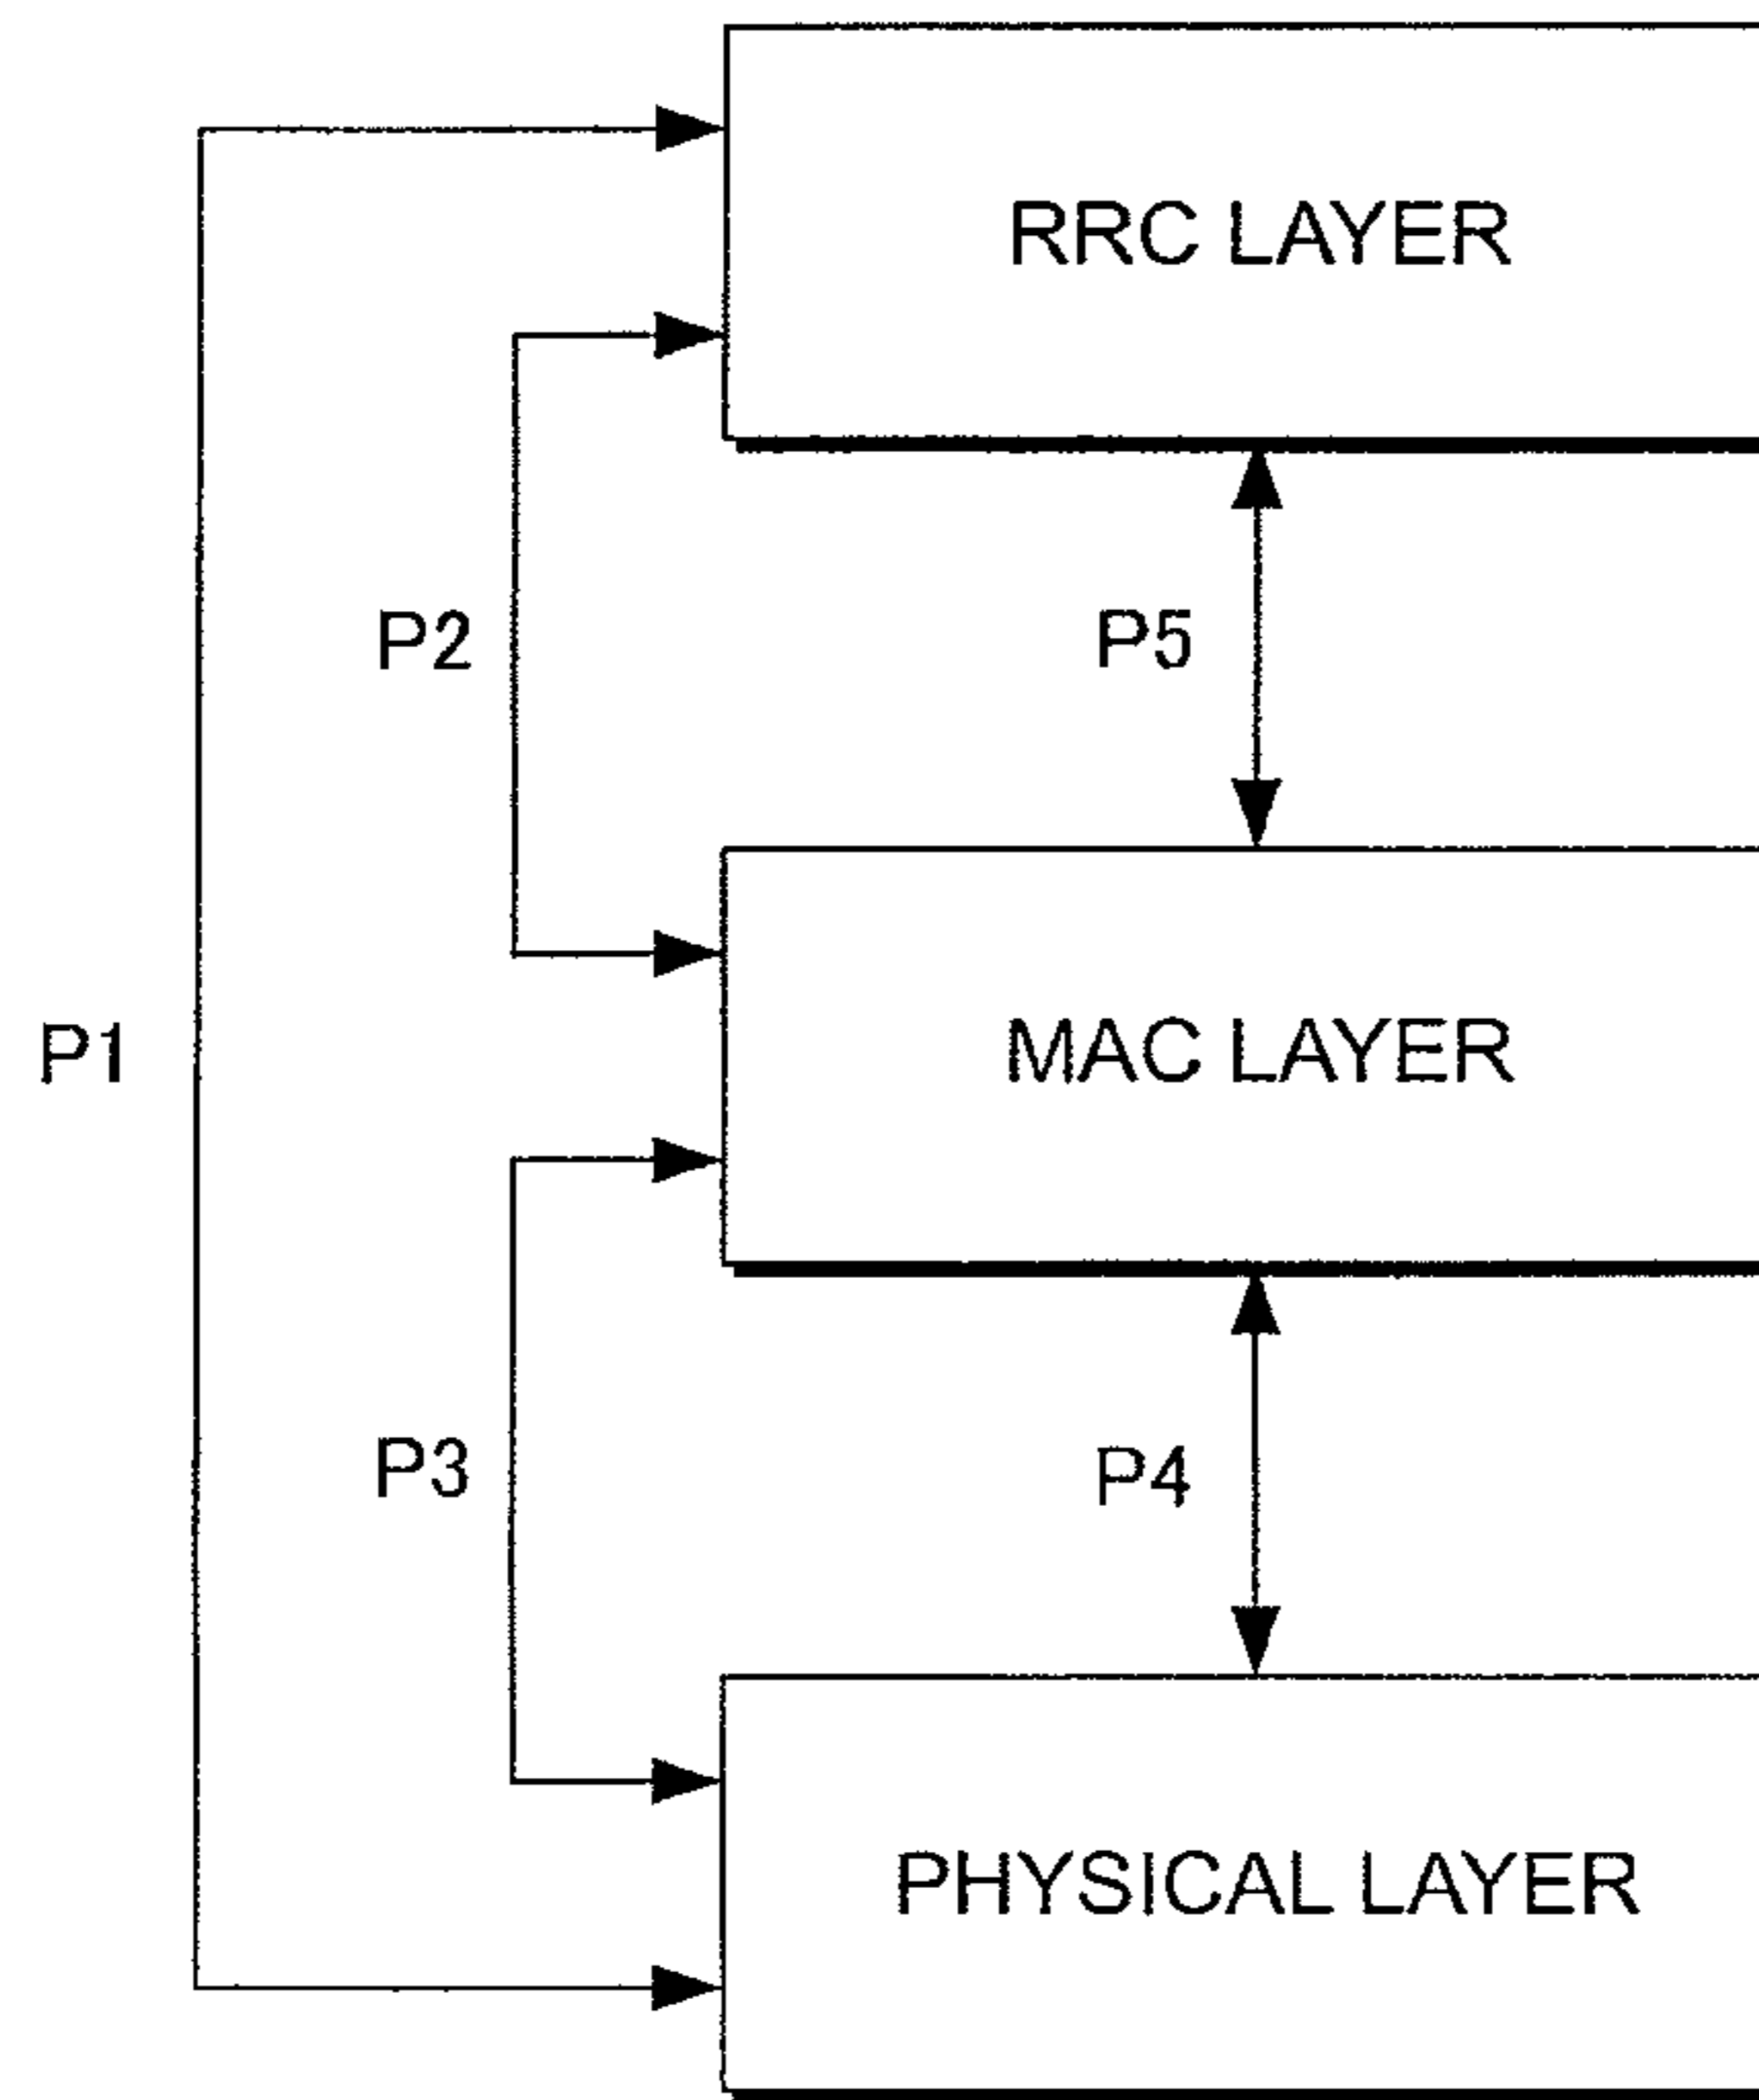 RRC LAYER
P2
P5
P1
MAC LAYER
P3
P4
PHYSICAL LAYER